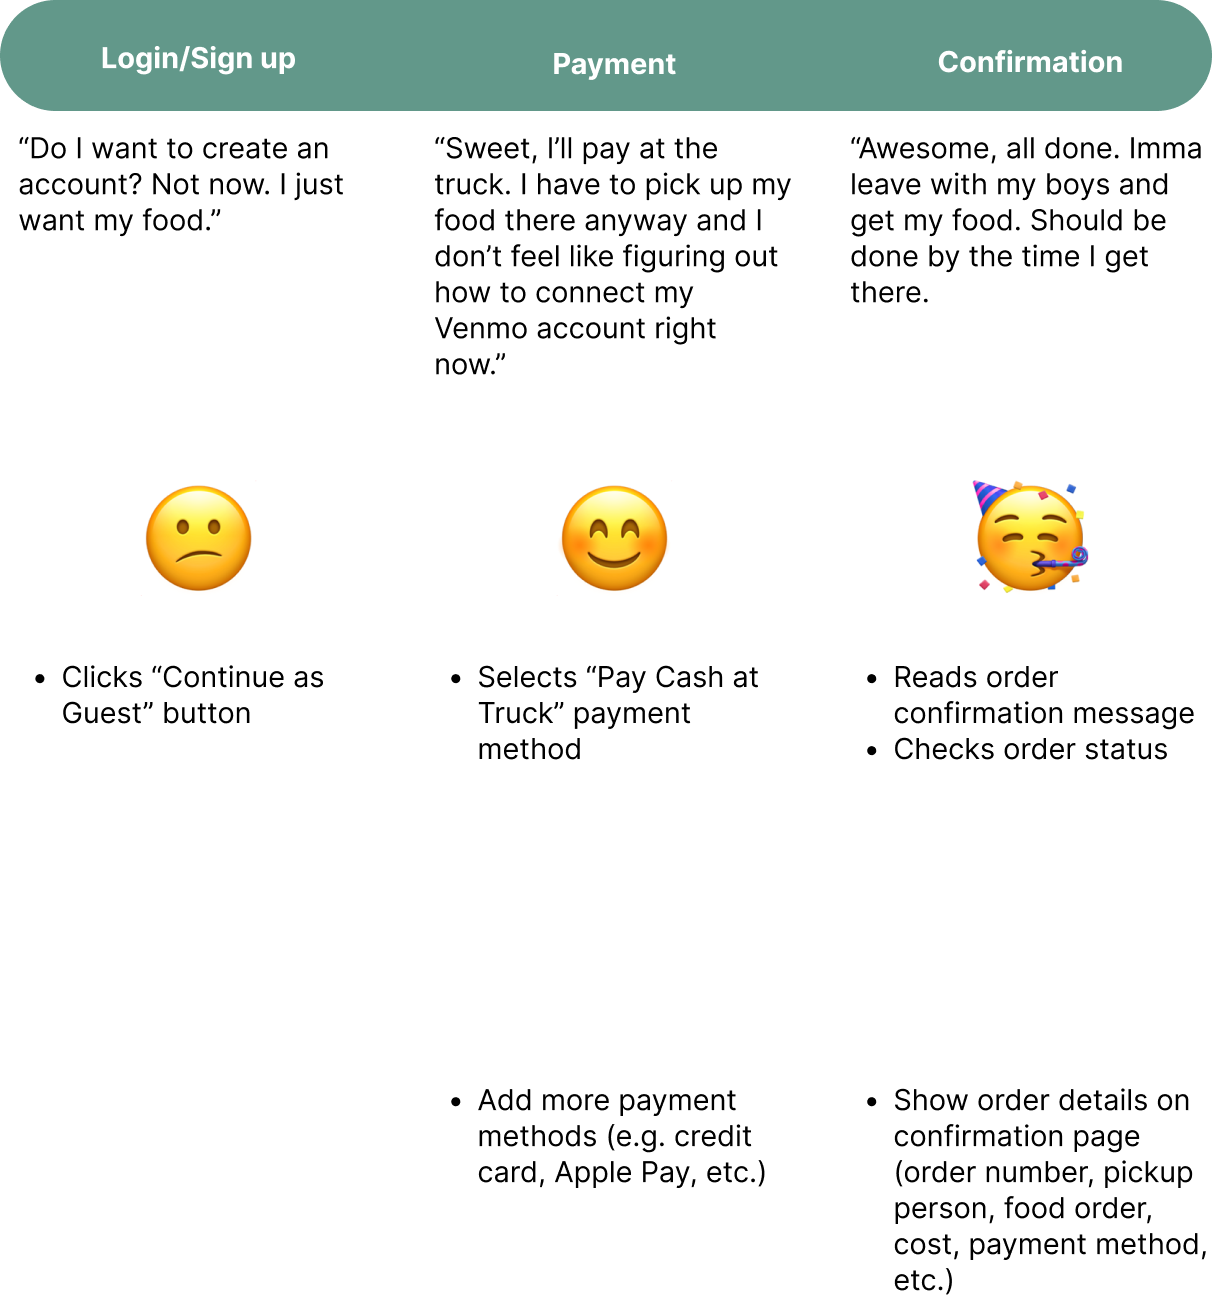 Login/Sign up
Payment
Confirmation
“Do I want to create an
account? Not now. I just
want my food.”
“Sweet, I’ll pay at the
truck. I have to pick up my
food there anyway and I
don’t feel like figuring out
how to connect my
Venmo account right
now.”
“Awesome, all done. Imma
leave with my boys and
get my food. Should be
done by the time I get
there.
• Clicks “Continue as
Guest” button
• Selects “Pay Cash at
Truck” payment
method
• Reads order
confirmation message
• Checks order status
• Add more payment
methods (e.g. credit
card, Apple Pay, etc.)
• Show order details on
confirmation page
(order number, pickup
person, food order,
cost, payment method,
etc.)